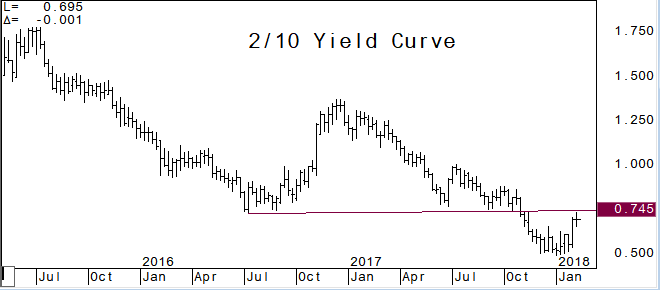 L= 0.695
Δ= -0.001
2/10 Yield Curve
1.750
1.500
1.250
1.000
0.745
0.500
2016 2017 2018
Jul Oct Jan Apr Jul Oct Jan Apr Jul Oct Jan